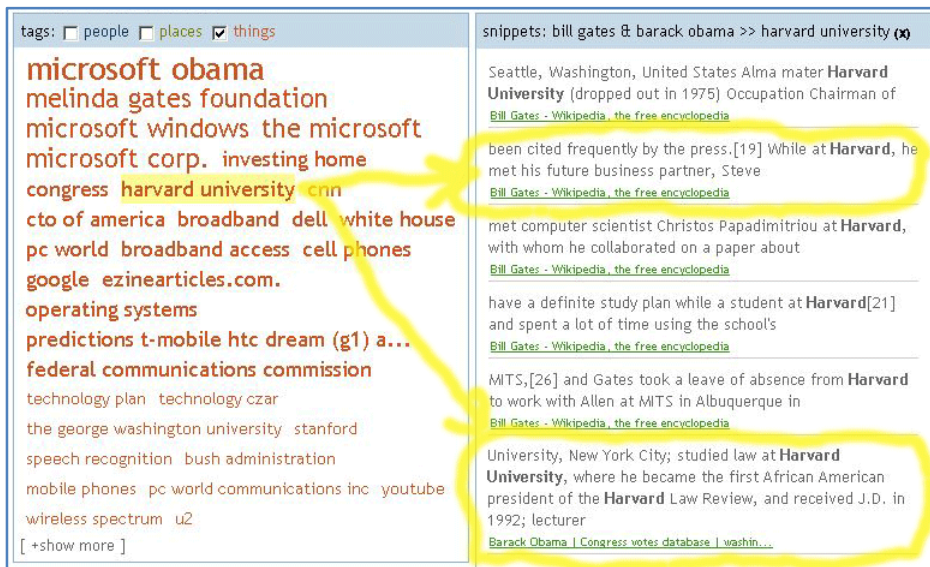 tags: people places things
microsoft obama
melinda gates foundation
microsoft windows the microsoft
microsoft corp. investing home
congress harvard university cnn
cto of america broadband dell white house
pc world broadband access cell phones
google ezinearticles.com.
operating systems
predictions t-mobile htc dream (g1) a...
federal communications commission
technology plan technology czar
the george washington university stanford
speech recognition bush administration
mobile phones pc world communications inc youtube
wireless spectrum u2
[ +show more ]
snippets: bill gates & barack obama >> harvard university (x)
Seattle, Washington, United States Alma mater Harvard
University (dropped out in 1975) Occupation Chairman of
Bill Gates - Wikipedia, the free encyclopedia
been cited frequently by the press.[19] While at Harvard, he
met his future business partner, Steve
Bill Gates - Wikipedia, the free encyclopedia
met computer scientist Christos Papadimitriou at Harvard,
with whom he collaborated on a paper about
Bill Gates - Wikipedia, the free encyclopedia
have a definite study plan while a student at Harvard[21]
and spent a lot of time using the school's
Bill Gates - Wikipedia, the free encyclopedia
MITS,[26] and Gates took a leave of absence from Harvard
to work with Allen at MITS in Albuquerque in
Bill Gates - Wikipedia, the free encyclopedia
University, New York City; studied law at Harvard
University, where he became the first African American
president of the Harvard Law Review, and received J.D. in
1992; lecturer
Barack Obama | Congress votes database | washin...